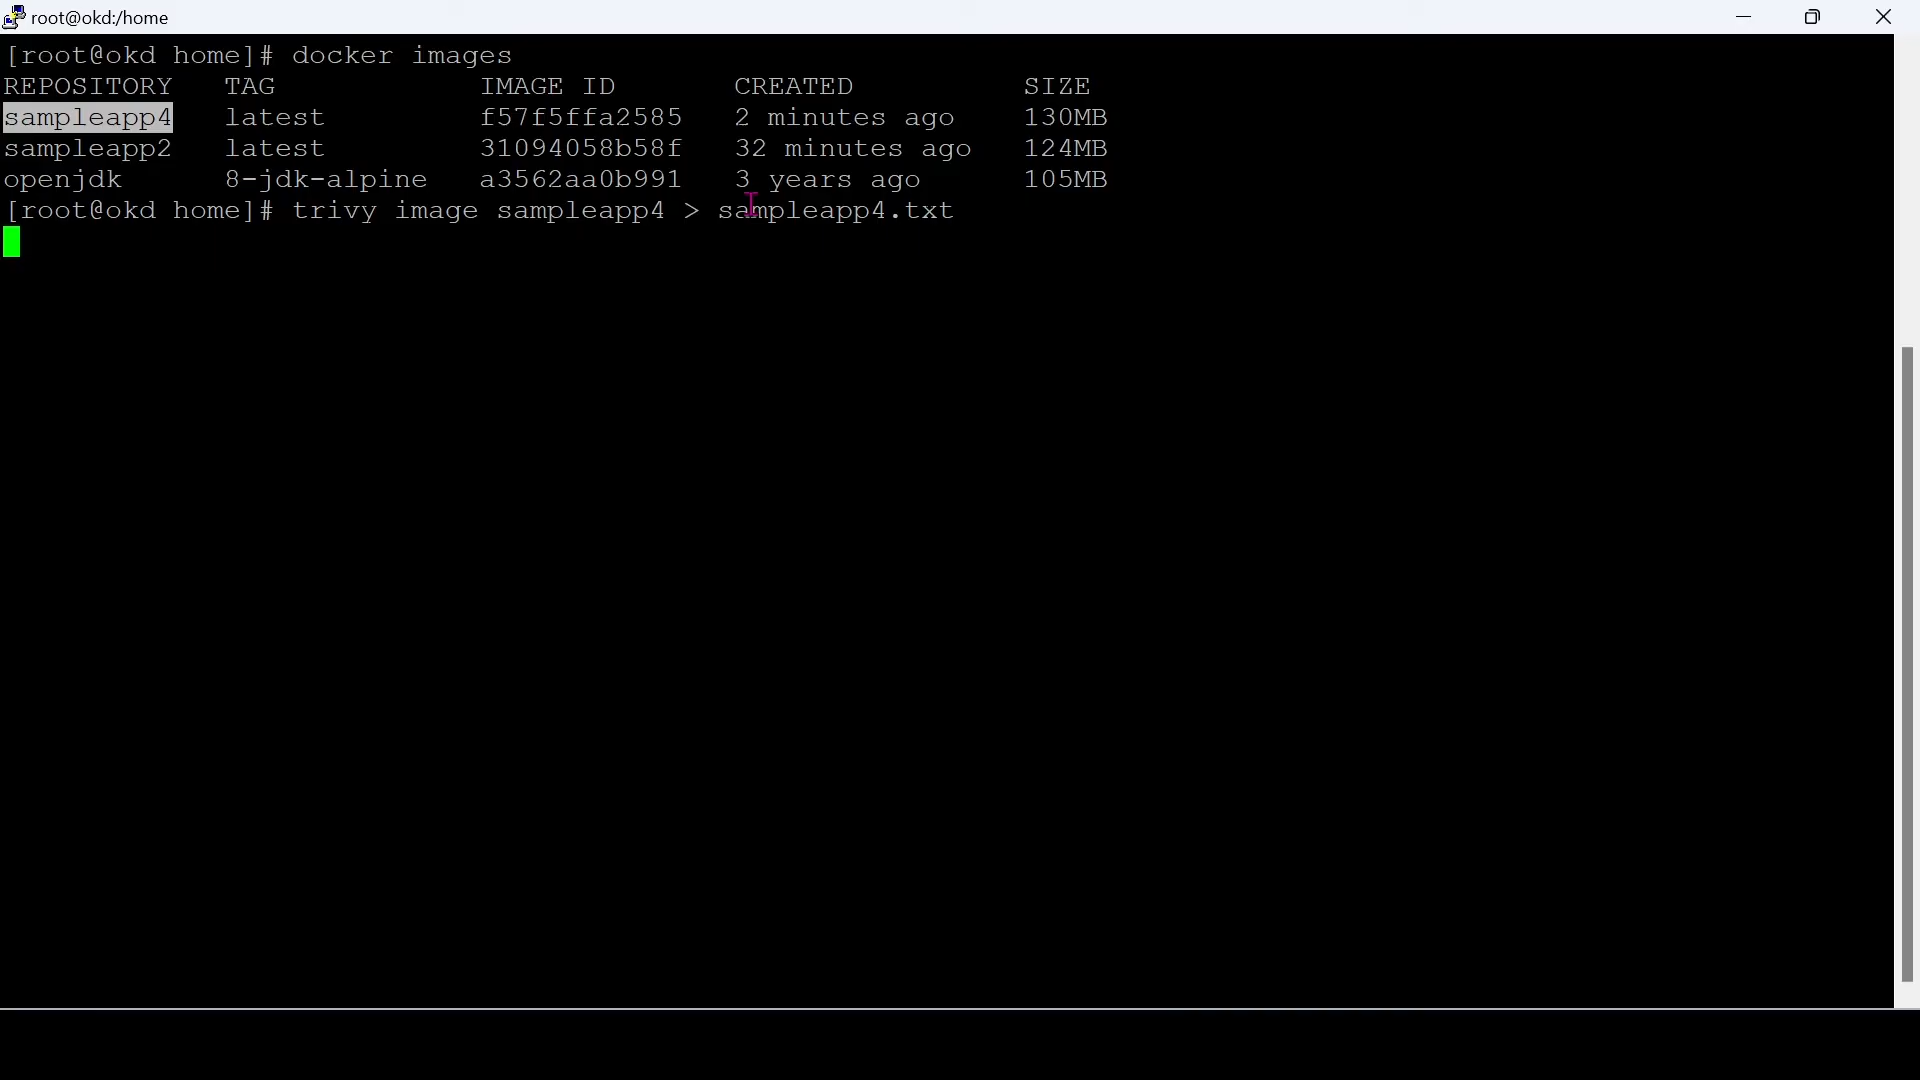 root@okd:/home
[root@okd home]# docker images
REPOSITORY TAG IMAGE ID CREATED SIZE
sampleapp4 latest f57f5ffa2585 2 minutes ago 130MB
sampleapp2 latest 31094058b58f 32 minutes ago 124MB
openjdk 8-jdk-alpine a3562aa0b991 3 years ago 105MB
[root@okd home]# trivy image sampleapp4 > sampleapp4.txt